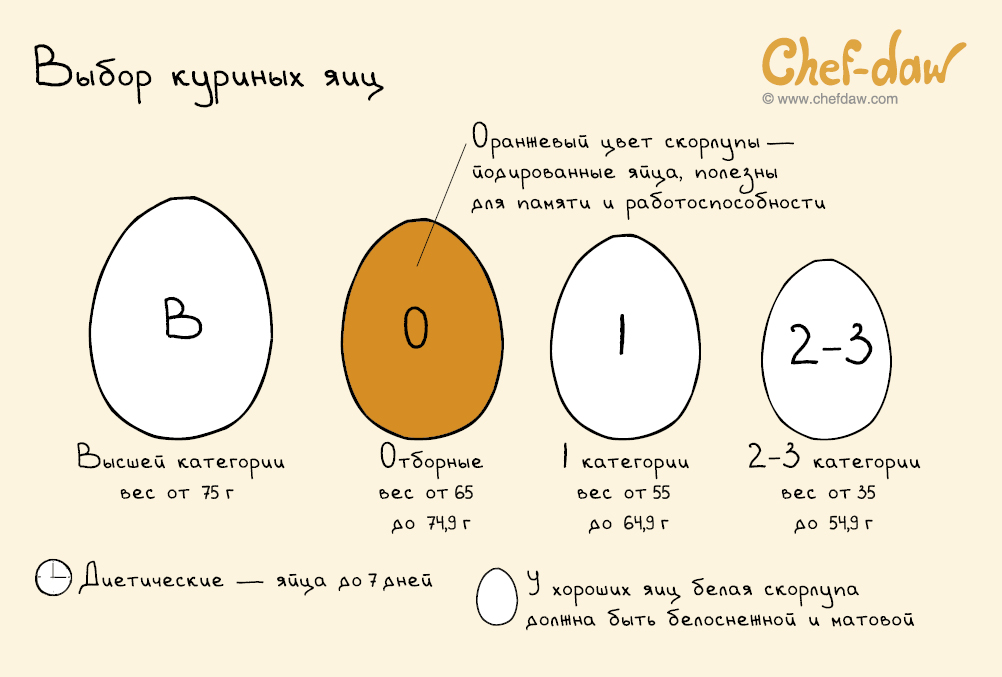 Выбор куриных яиц
Chef-daw
© www.chefdaw.com
Оранжевый цвет скорлупы —
йодированные яйца, полезны
для памяти и работоспособности
В
О
1
2-3
Высшей категории
вес от 75 г
Отборные
вес от 65
до 74,9 г
1 категории
вес от 55
до 64,9 г
2-3 категории
вес от 35
до 54,9 г
Диетические — яйца до 7 дней
У хороших яиц белая скорлупа
должна быть белоснежной и матовой